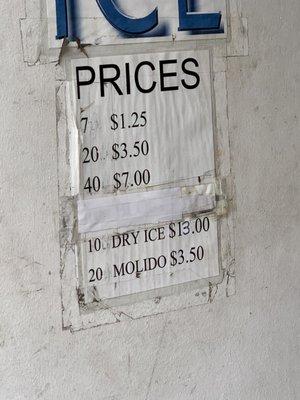 ICE
PRICES
7 $1.25
20 $3.50
40 $7.00
10 DRY ICE $13.00
20 MOLIDO $3.50